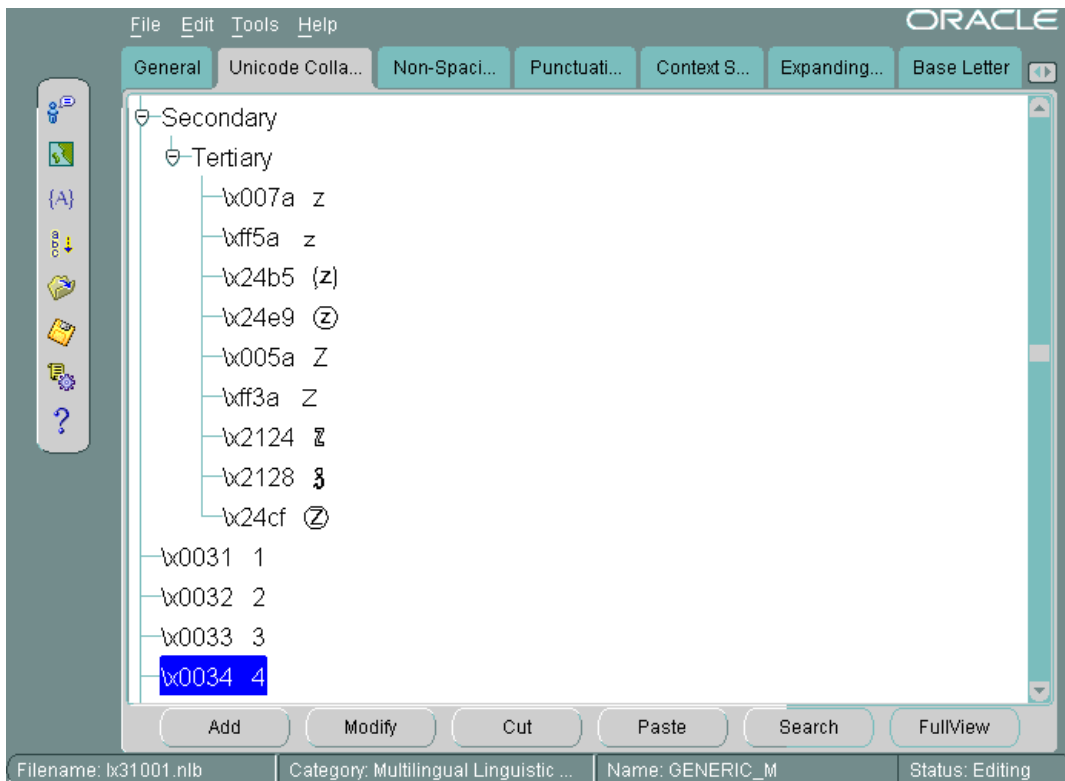 File Edit Tools Help
ORACLE
General Unicode Colla... Non-Spaci... Punctuati... Context S... Expanding... Base Letter
Secondary
Tertiary
\x007a z
\xff5a z
\x24b5 (z)
\x24e9 ⓩ
\x005a Z
\xff3a Z
\x2124 ℤ
\x2128 ℨ
\x24cf Ⓩ
\x0031 1
\x0032 2
\x0033 3
\x0034 4
Add Modify Cut Paste Search FullView
Filename: lx31001.nlb Category: Multilingual Linguistic ... Name: GENERIC_M Status: Editing